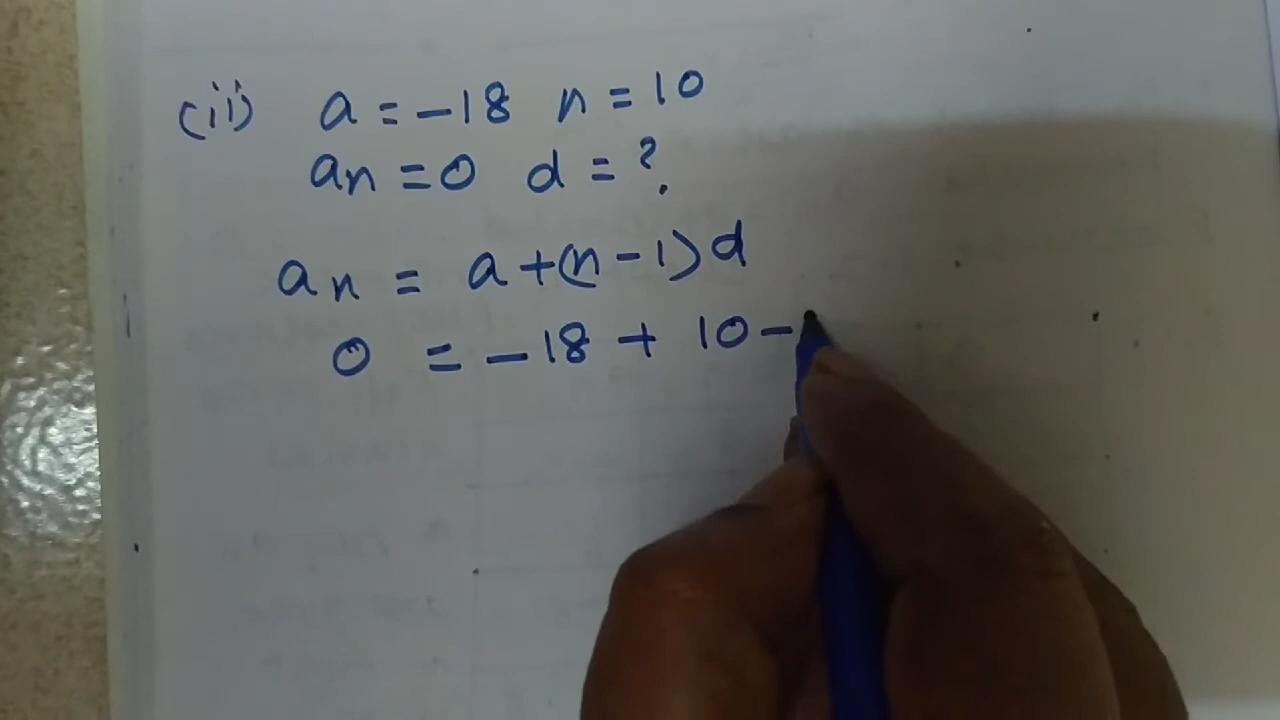 (ii) a = -18 n = 10
an = 0 d = ?
an = a + (n - 1) d
0 = -18 + 10 -